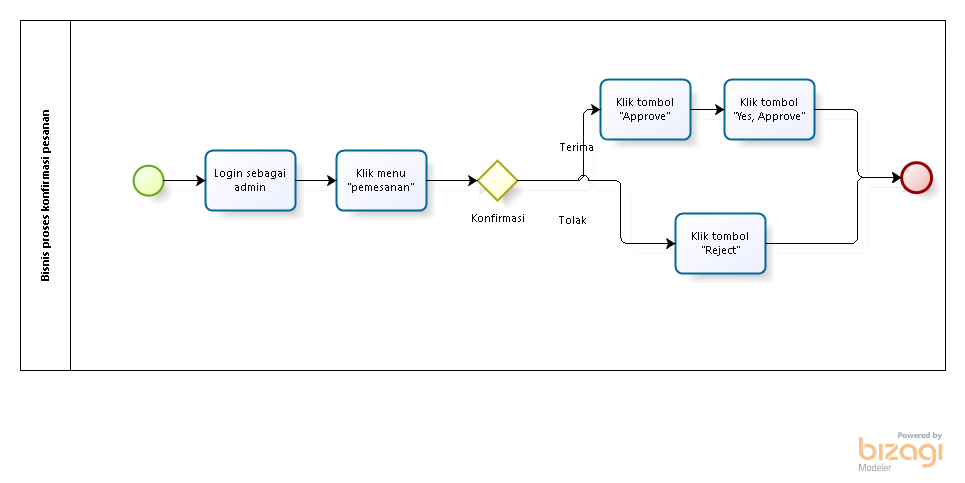 Bisnis proses konfirmasi pesanan
Login sebagai
admin
Klik menu
"pemesanan"
Konfirmasi
Terima
Tolak
Klik tombol
"Approve"
Klik tombol
"Yes, Approve"
Klik tombol
"Reject"
Powered by
bizagi
Modeler